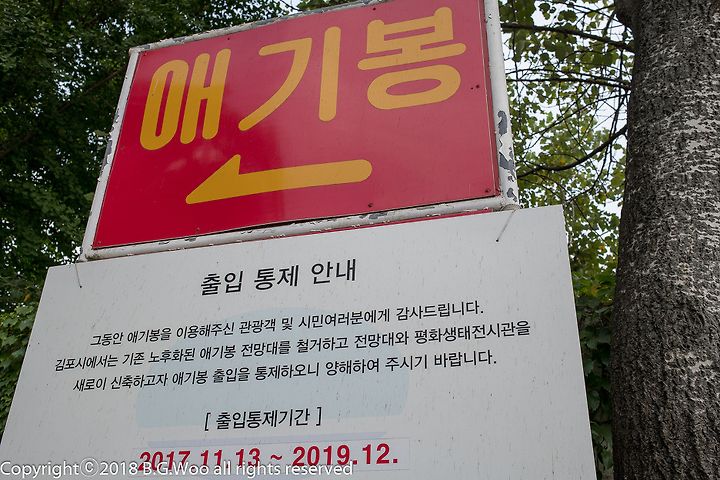 애기봉
출입 통제 안내
그동안 애기봉을 이용해주신 관광객 및 시민여러분에게 감사드립니다.
김포시에서는 기존 노후화된 애기봉 전망대를 철거하고 전망대와 평화생태전시관을
새로이 신축하고자 애기봉 출입을 통제하오니 양해하여 주시기 바랍니다.
[ 출입통제기간 ]
2017.11.13 ~ 2019.12.
Copyright ⓒ 2018 B.G.Woo all rights reserved